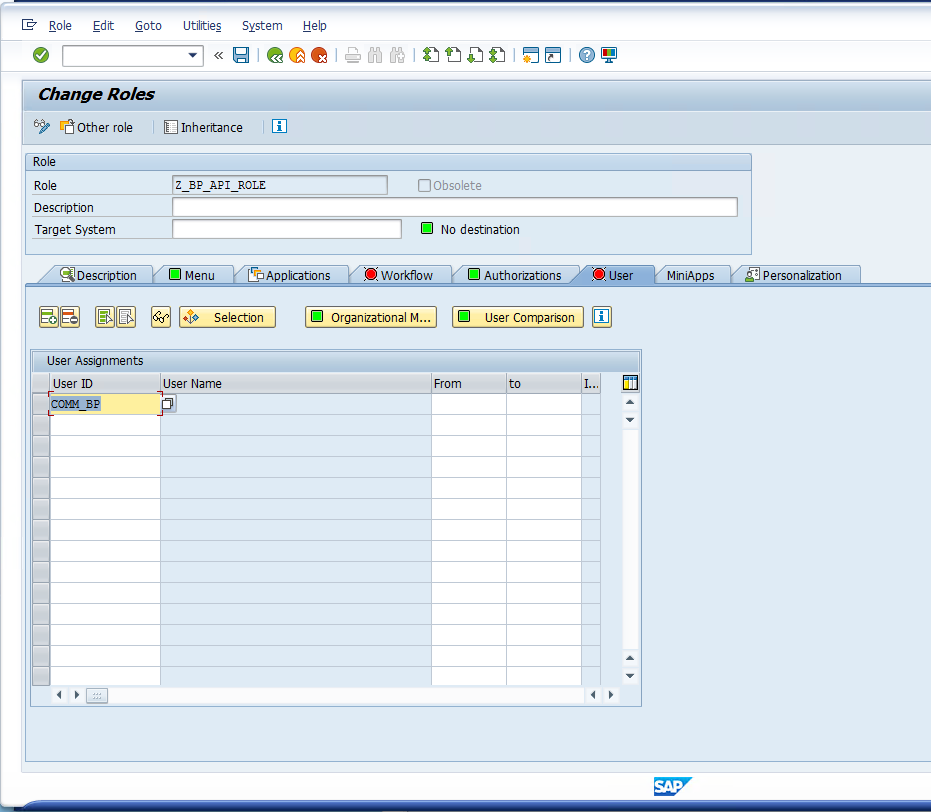 Role Edit Goto Utilities System Help
Change Roles
Other role Inheritance
Role
Role Z_BP_API_ROLE Obsolete
Description
Target System No destination
Description Menu Applications Workflow Authorizations User MiniApps Personalization
Selection Organizational M... User Comparison
User Assignments
User ID User Name From to I...
COMM_BP
SAP